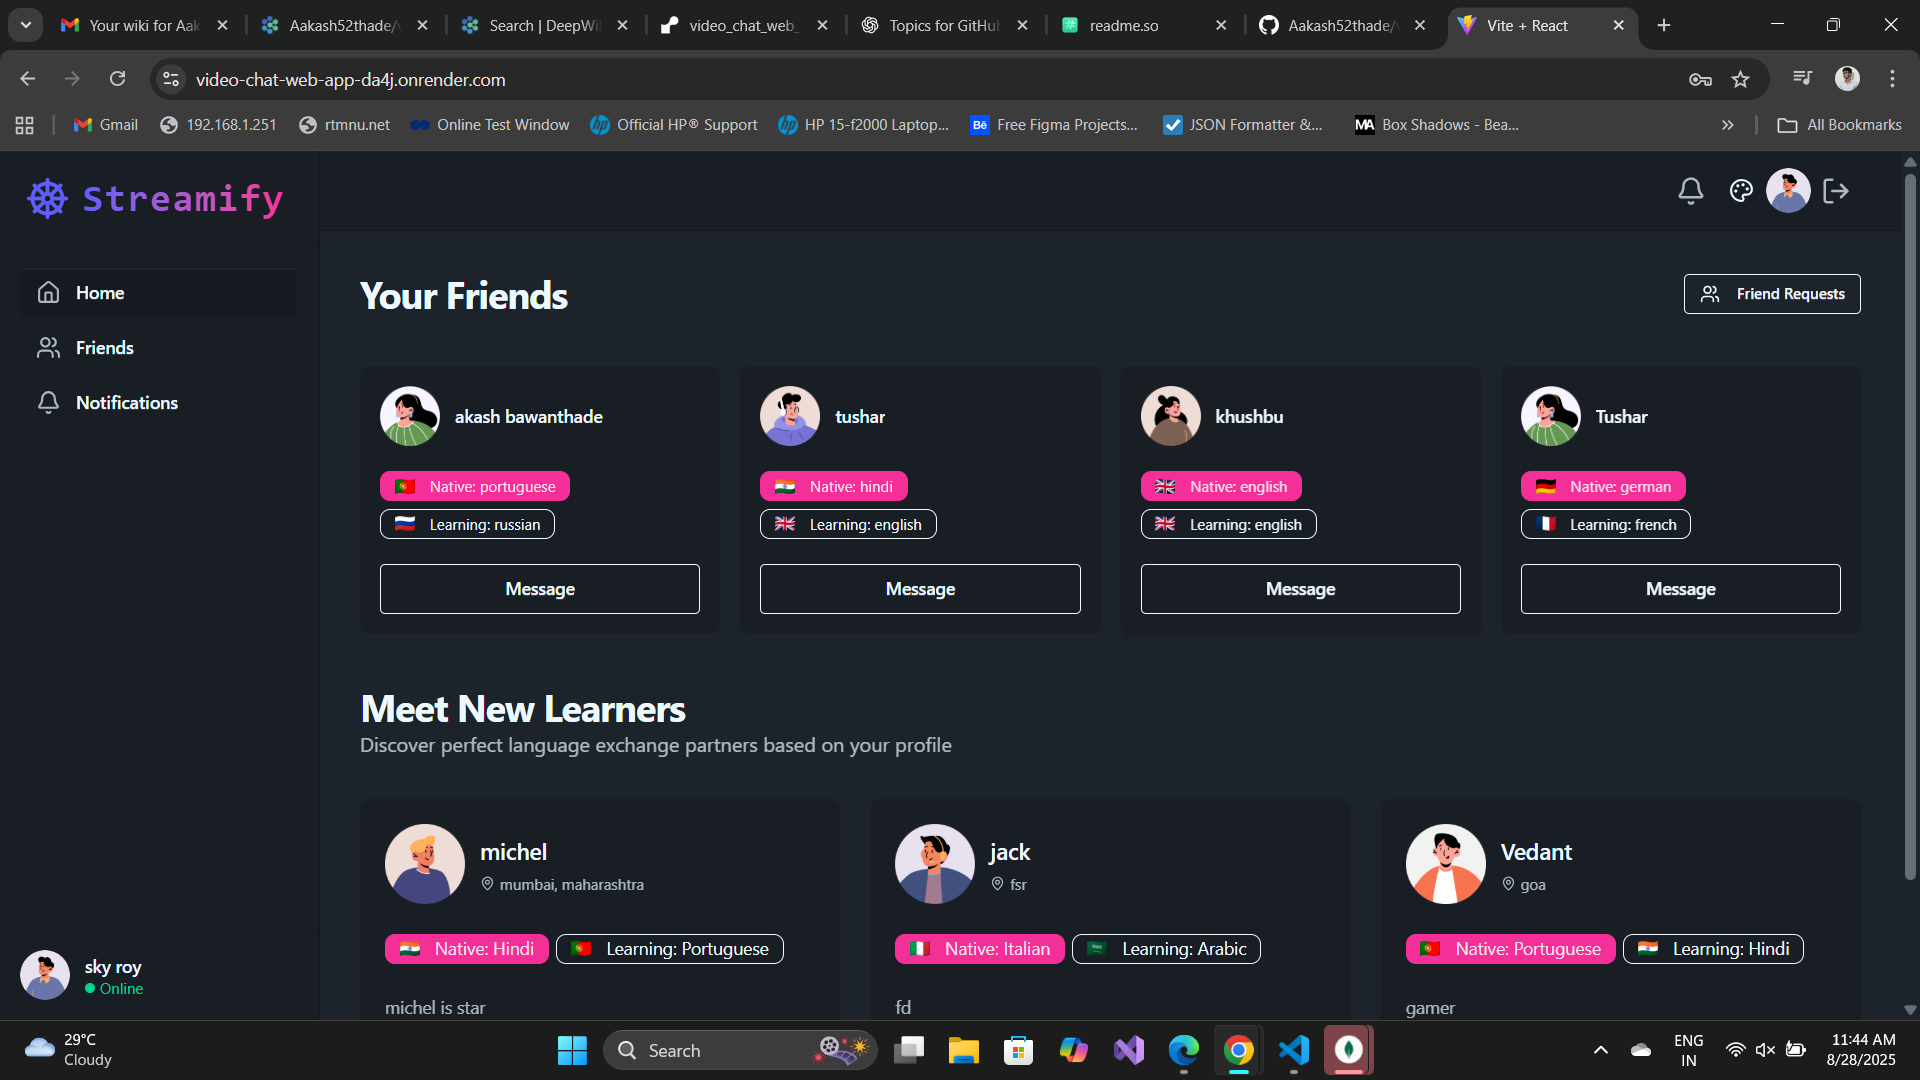 Your wiki for Aak
Aakash52thade/v
Search | DeepWi
video_chat_web_
Topics for GitHub
readme.so
Aakash52thade/v
Vite + React
video-chat-web-app-da4j.onrender.com
Gmail
192.168.1.251
rtmnu.net
Online Test Window
Official HP® Support
HP 15-f2000 Laptop...
Bē Free Figma Projects...
JSON Formatter &...
MA Box Shadows - Bea...
All Bookmarks
Streamify
Home
Friends
Notifications
Your Friends
Friend Requests
akash bawanthade
Native: portuguese
Learning: russian
Message
tushar
Native: hindi
Learning: english
Message
khushbu
Native: english
Learning: english
Message
Tushar
Native: german
Learning: french
Message
Meet New Learners
Discover perfect language exchange partners based on your profile
michel
mumbai, maharashtra
Native: Hindi
Learning: Portuguese
michel is star
jack
fsr
Native: Italian
Learning: Arabic
fd
Vedant
goa
Native: Portuguese
Learning: Hindi
gamer
sky roy
Online
29°C
Cloudy
Search
ENG
IN
11:44 AM
8/28/2025